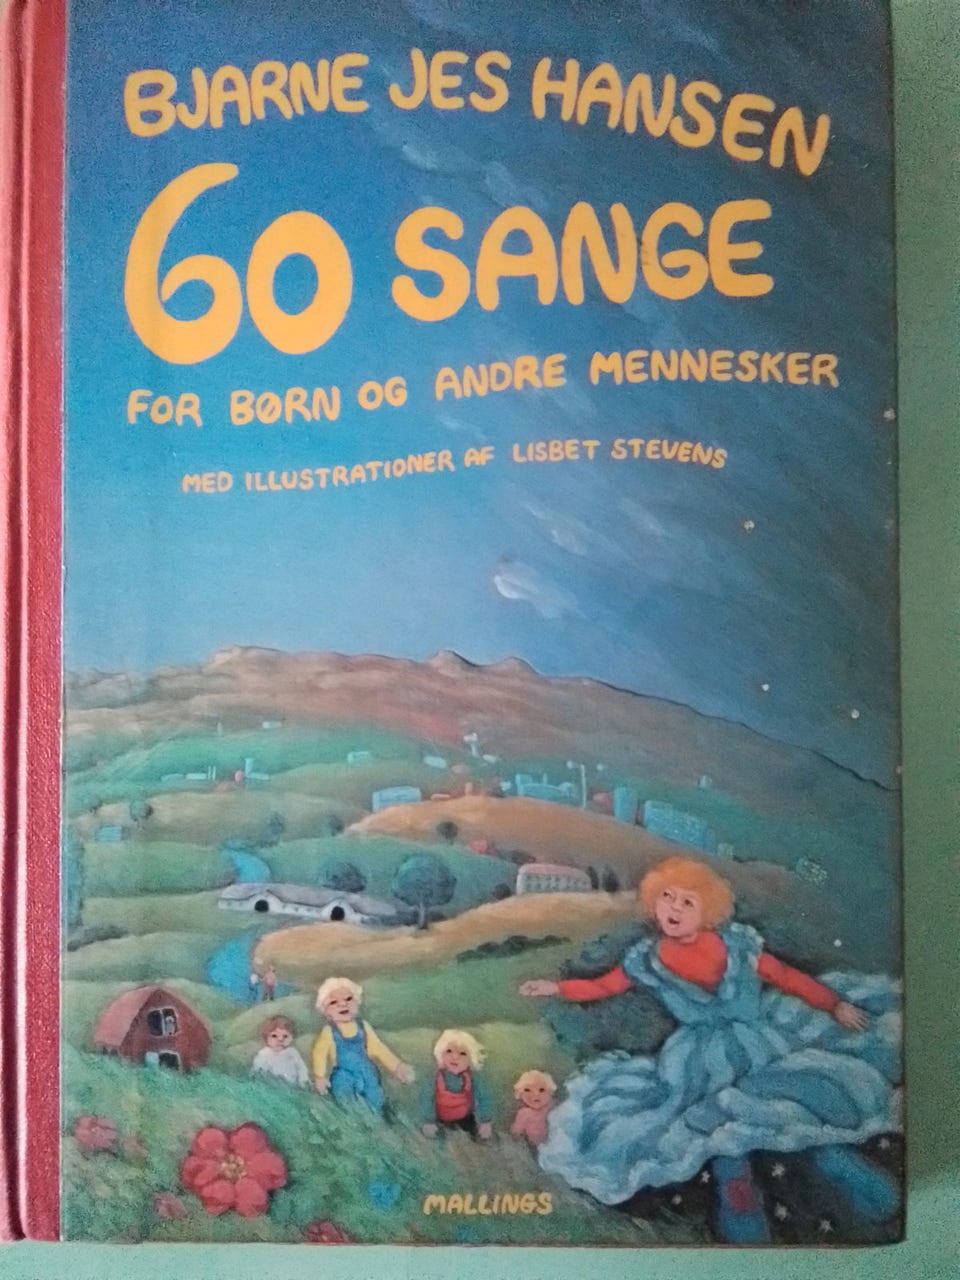 BJARNE JES HANSEN
60 SANGE
FOR BØRN OG ANDRE MENNESKER
MED ILLUSTRATIONER AF LISBET STEVENS
MALLINGS